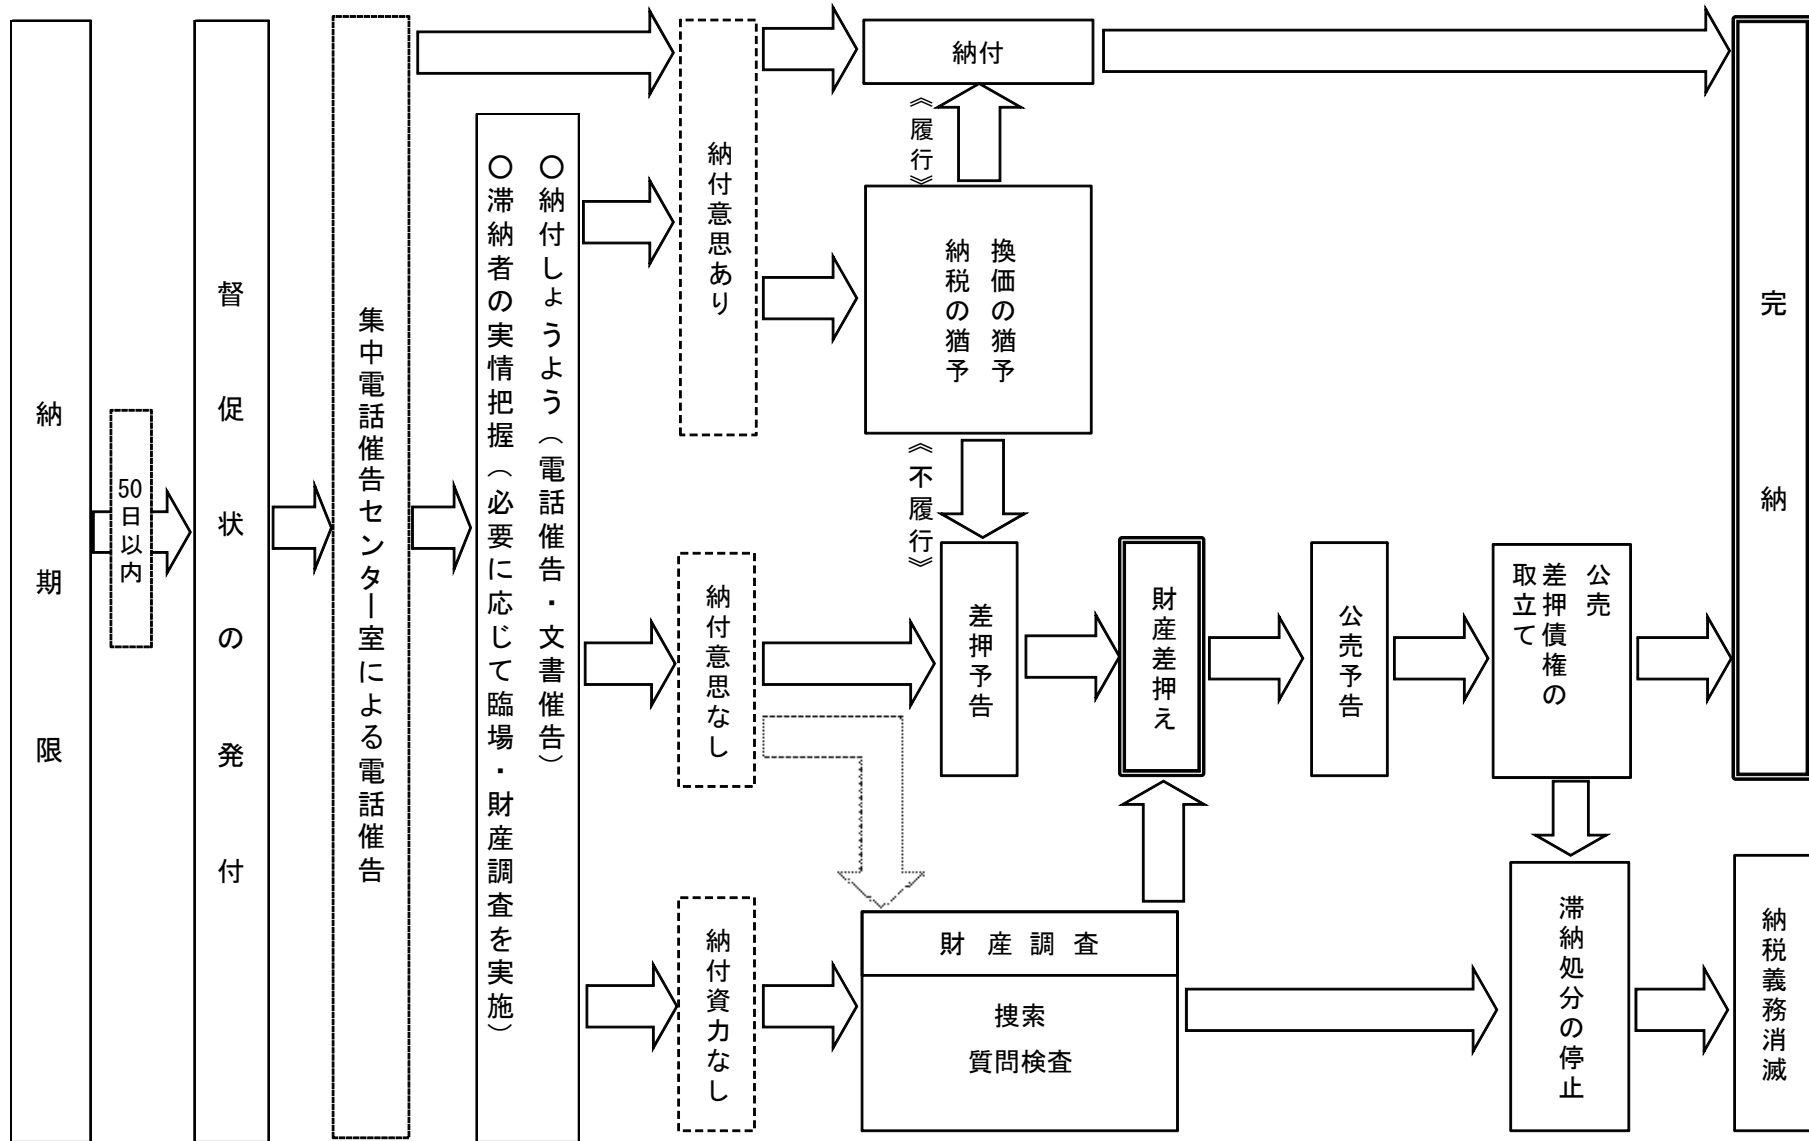 納期限
50日以内
督促状の発付
集中電話催告センター室による電話催告
〇納付しょうよう（電話催告・文書催告）
〇滞納者の実情把握（必要に応じて臨場・財産調査を実施）
納付意思あり
納付
《履行》
換価の猶予
納税の猶予
《不履行》
納付意思なし
差押予告
財産差押え
公売予告
公売
差押債権の
取立て
完納
納付資力なし
財産調査
捜索
質問検査
滞納処分の停止
納税義務消滅